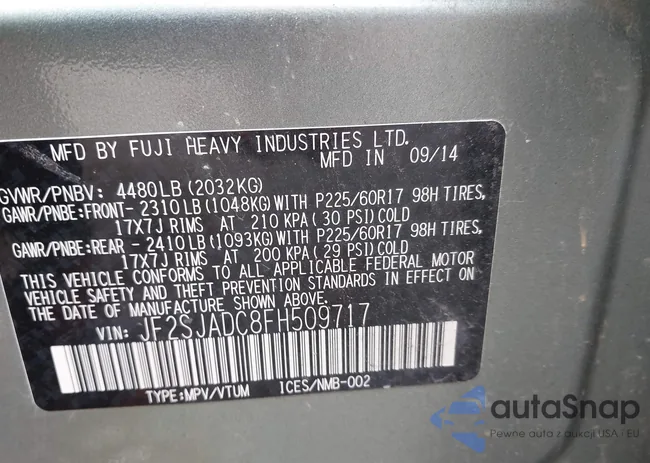 MFD BY FUJI HEAVY INDUSTRIES LTD.
MFD IN 09/14
GVWR/PNBV: 4480LB (2032KG)
GAWR/PNBE:FRONT- 2310LB (1048KG) WITH P225/60R17 98H TIRES,
17X7J RIMS AT 210 KPA (30 PSI) COLD
GAWR/PNBE:REAR - 2410LB (1093KG) WITH P225/60R17 98H TIRES,
17X7J RIMS AT 200 KPA (29 PSI) COLD
THIS VEHICLE CONFORMS TO ALL APPLICABLE FEDERAL MOTOR
VEHICLE SAFETY AND THEFT PREVENTION STANDARDS IN EFFECT ON
THE DATE OF MANUFACTURE SHOWN ABOVE.
VIN: JF2SJADC8FH509717
TYPE:MPV/VTUM ICES/NMB-002
autaSnap
Pewne auta z aukcji USA i EU